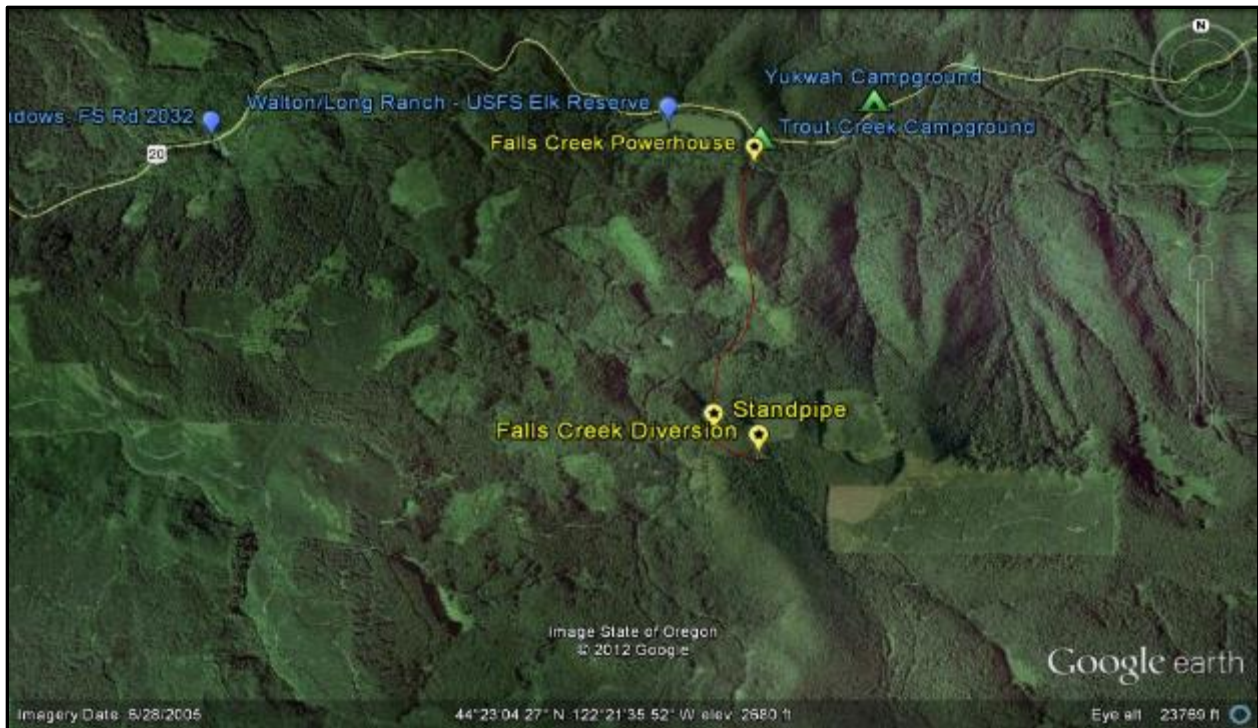 N
Yukwah Campground
Walton/Long Ranch - USFS Elk Reserve
dows, FS Rd 2032
Trout Creek Campground
20
Falls Creek Powerhouse
Standpipe
Falls Creek Diversion
Image State of Oregon
© 2012 Google
Google earth
Imagery Date: 6/28/2005 44°23'04.27" N 122°21'35.52" W elev 2680 ft Eye alt 23769 ft